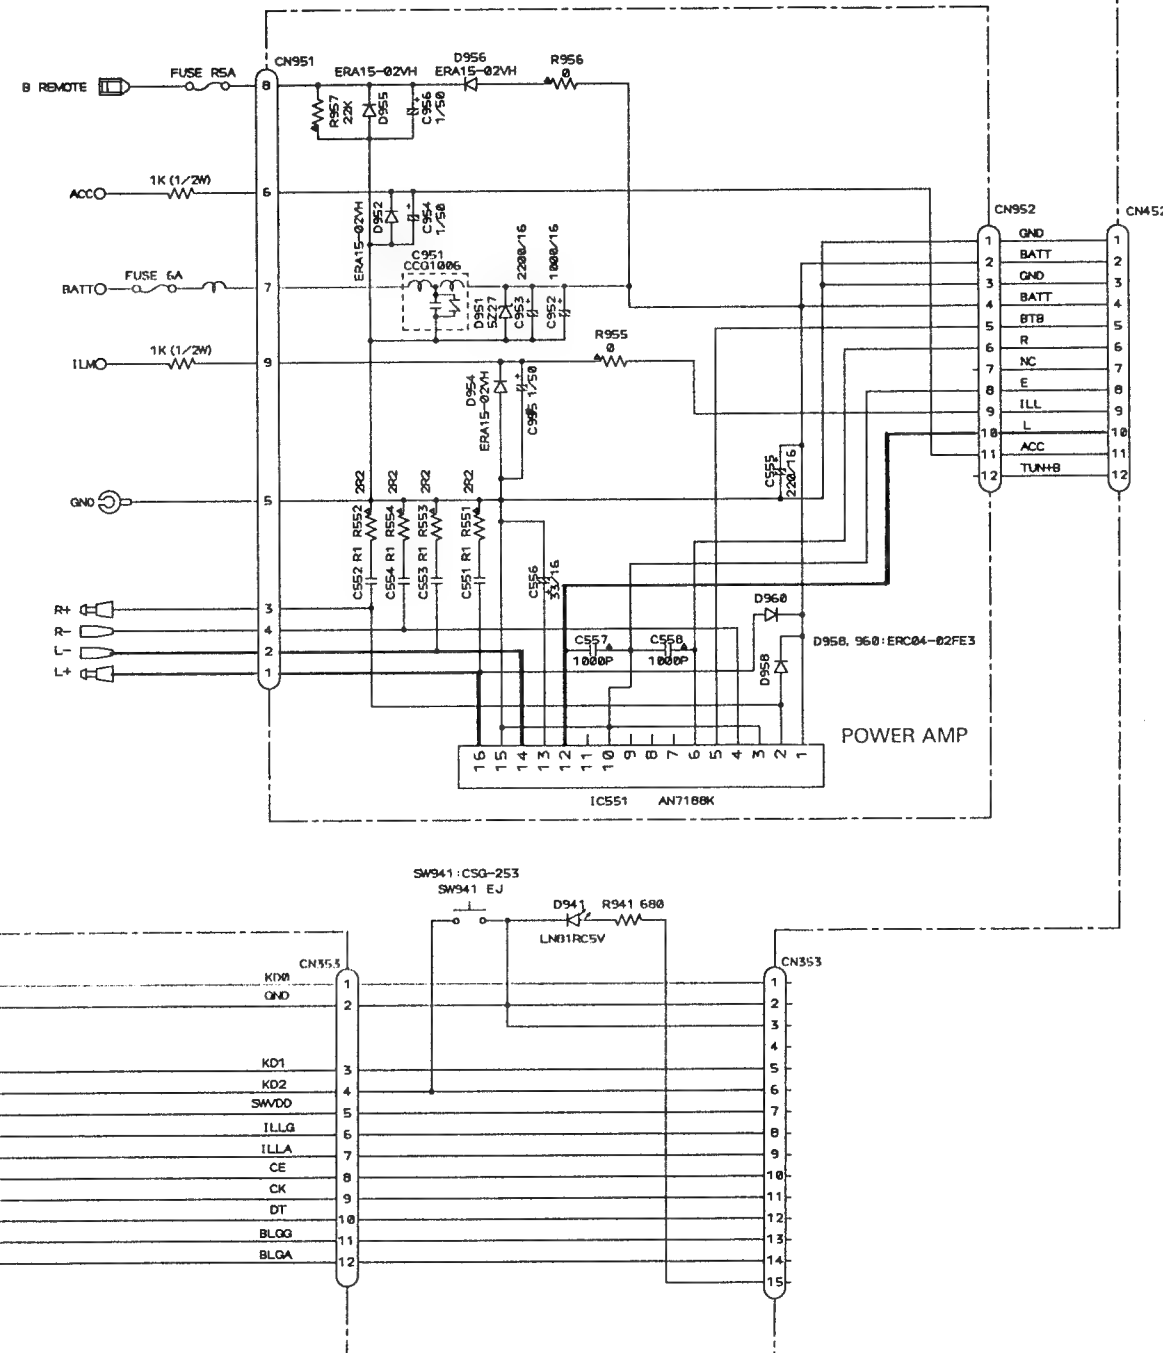 CN951
B REMOTE
FUSE R5A
8
ERA15-02VH
D956
ERA15-02VH
R956
0
R957
22K
D955
C956
1/50
+
ACC
1K (1/2W)
6
ERA15-02VH
D952
C954
1/50
+
C951
CCG1006
2200/16
1000/16
BATT
FUSE 6A
7
D951
5Z27
C953
C952
ILM
1K (1/2W)
9
R955
0
D954
ERA15-02VH
1/50
CN952
CN452
1 GND 1
2 BATT 2
3 GND 3
4 BATT 4
5 BTB 5
6 R 6
7 NC 7
8 E 8
9 ILL 9
10 L 10
11 ACC 11
12 TUN+B 12
GND
5
C552 R1 R552 2R2
C554 R1 R554
C553 R1 R553 2R2
C551 R1 R551 2R2
C556
33/16
C555
220/16
R+
3
R-
4
L-
2
L+
1
C557
1000P
C558
1000P
D960
D958
D958, 960:ERC04-02FE3
POWER AMP
16 15 14 13 12 11 10 9 8 7 6 5 4 3 2 1
IC551 AN7188K
SW941:CSG-253
SW941 EJ
D941 R941 680
LN81RC5V
CN353
CN353
KD0 1 1
GND 2 2
3
4
KD1 3 5
KD2 4 6
SWVDD 5 7
ILLG 6 8
ILLA 7 9
CE 8 10
CK 9 11
DT 10 12
BLGG 11 13
BLGA 12 14
15